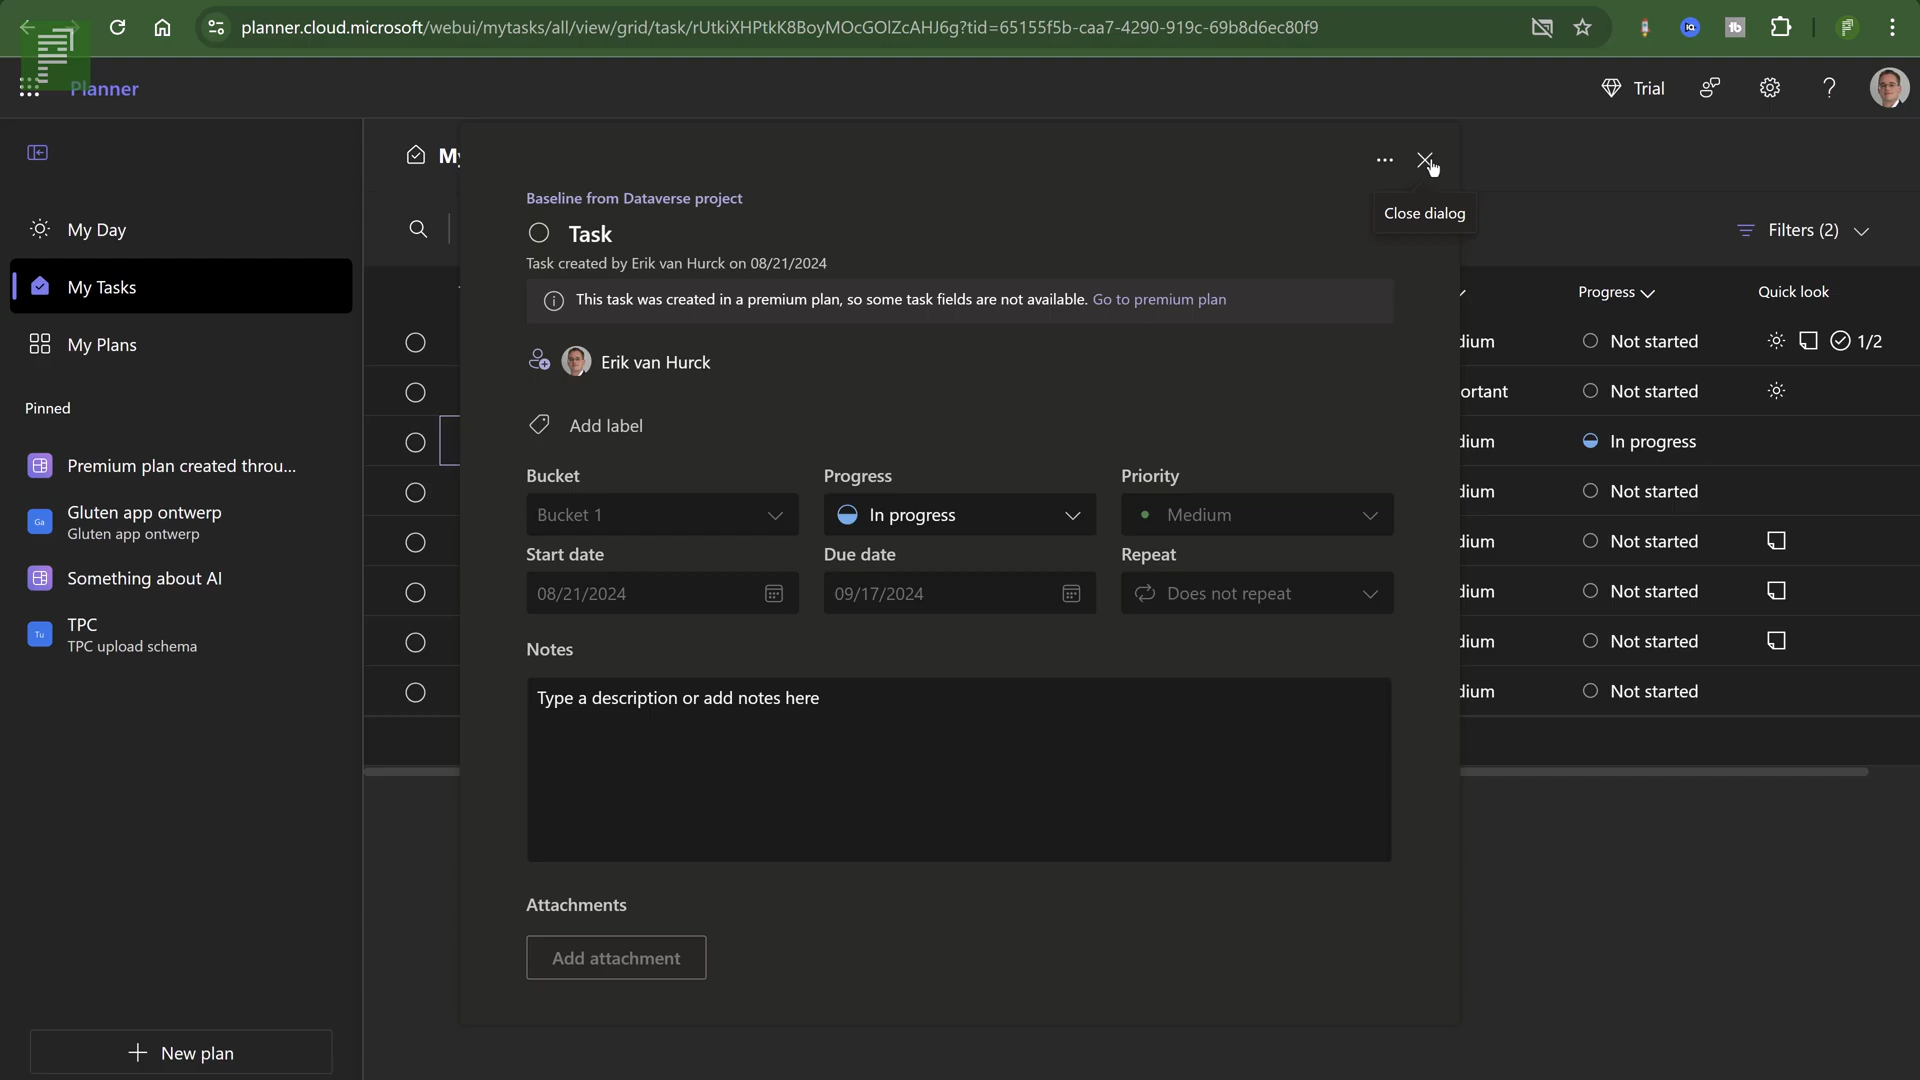 planner.cloud.microsoft/webui/mytasks/all/view/grid/task/rUtkiXHPtkK8BoyMOcGOlZcAHJ6g?tid=65155f5b-caa7-4290-919c-69b8d6ec80f9
Planner
Trial
My Day
My Tasks
My Plans
Pinned
Premium plan created throu...
Ga
Gluten app ontwerp
Gluten app ontwerp
Something about AI
Tu
TPC
TPC upload schema
New plan
My
Baseline from Dataverse project
Close dialog
Task
Task created by Erik van Hurck on 08/21/2024
This task was created in a premium plan, so some task fields are not available. Go to premium plan
Erik van Hurck
Add label
Bucket
Progress
Priority
Bucket 1
In progress
Medium
Start date
Due date
Repeat
08/21/2024
09/17/2024
Does not repeat
Notes
Type a description or add notes here
Attachments
Add attachment
Filters (2)
Progress
Quick look
dium
Not started
1/2
ortant
Not started
dium
In progress
dium
Not started
dium
Not started
dium
Not started
dium
Not started
dium
Not started